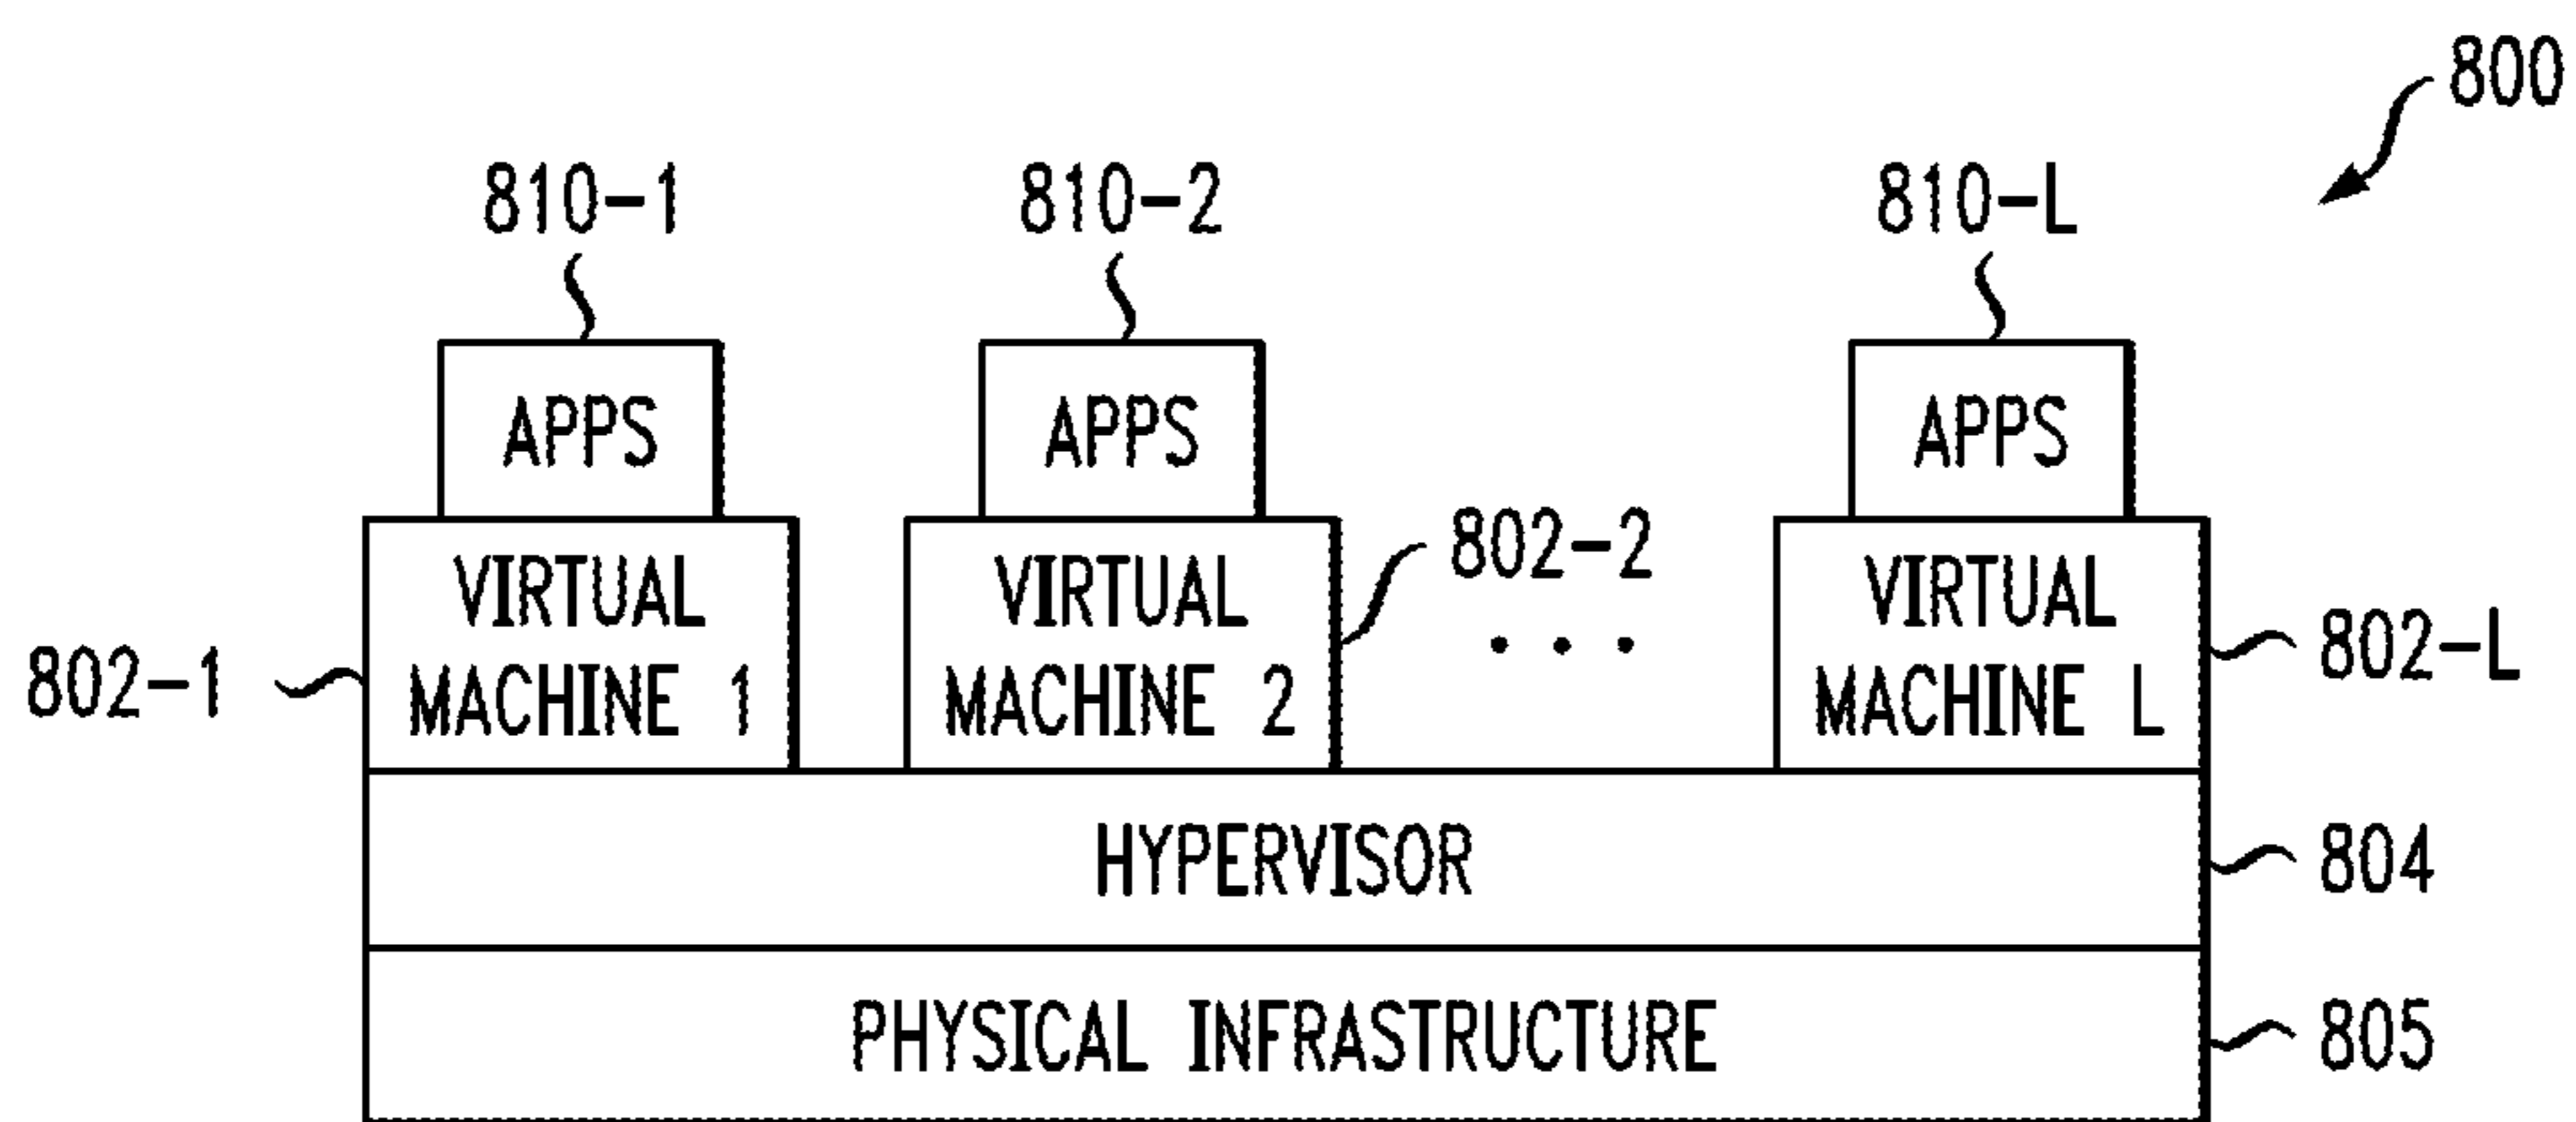 800
810-1
810-2
810-L
APPS
APPS
APPS
802-1
VIRTUAL
MACHINE 1
VIRTUAL
MACHINE 2
802-2
. . .
VIRTUAL
MACHINE L
802-L
HYPERVISOR
804
PHYSICAL INFRASTRUCTURE
805